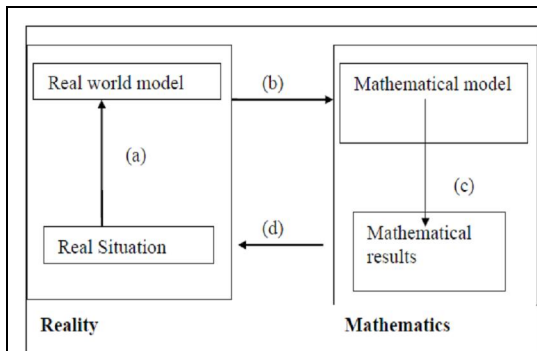 Real world model
(b)
Mathematical model
(a)
(c)
Real Situation
(d)
Mathematical
results
Reality
Mathematics